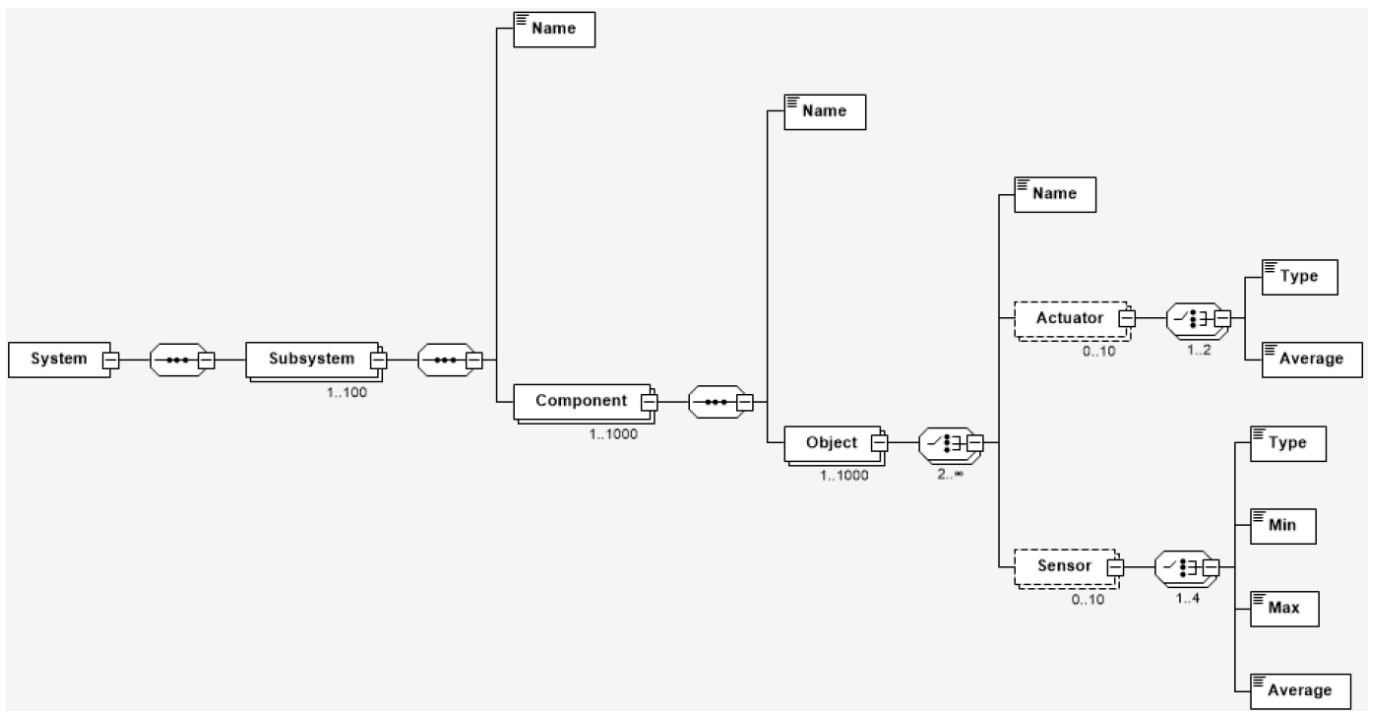 Name
Name
Name
Type
Actuator
0..10
1..2
Average
System
Subsystem
1..100
Component
1..1000
Object
1..1000
2..∞
Type
Min
Sensor
0..10
1..4
Max
Average